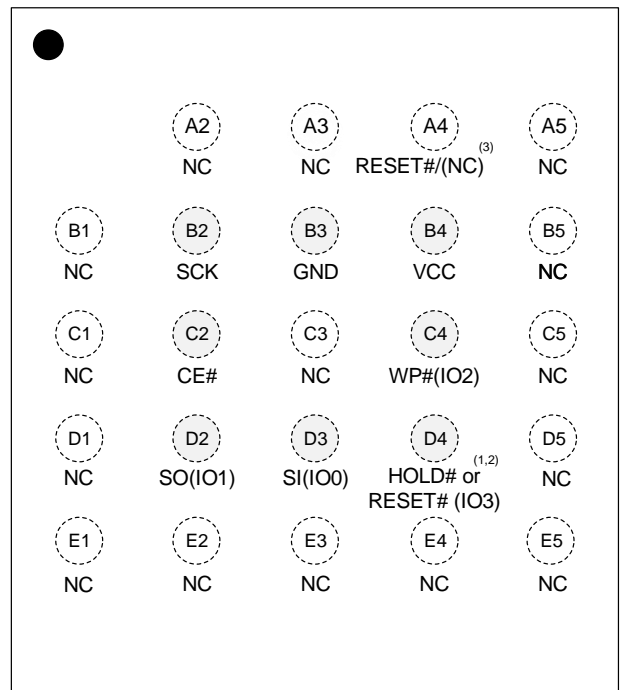 A2 A3 A4 A5
(3)
NC NC RESET#/(NC) NC
B1 B2 B3 B4 B5
NC SCK GND VCC NC
C1 C2 C3 C4 C5
NC CE# NC WP#(IO2) NC
D1 D2 D3 D4 D5
(1,2)
NC SO(IO1) SI(IO0) HOLD# or NC
RESET# (IO3)
E1 E2 E3 E4 E5
NC NC NC NC NC